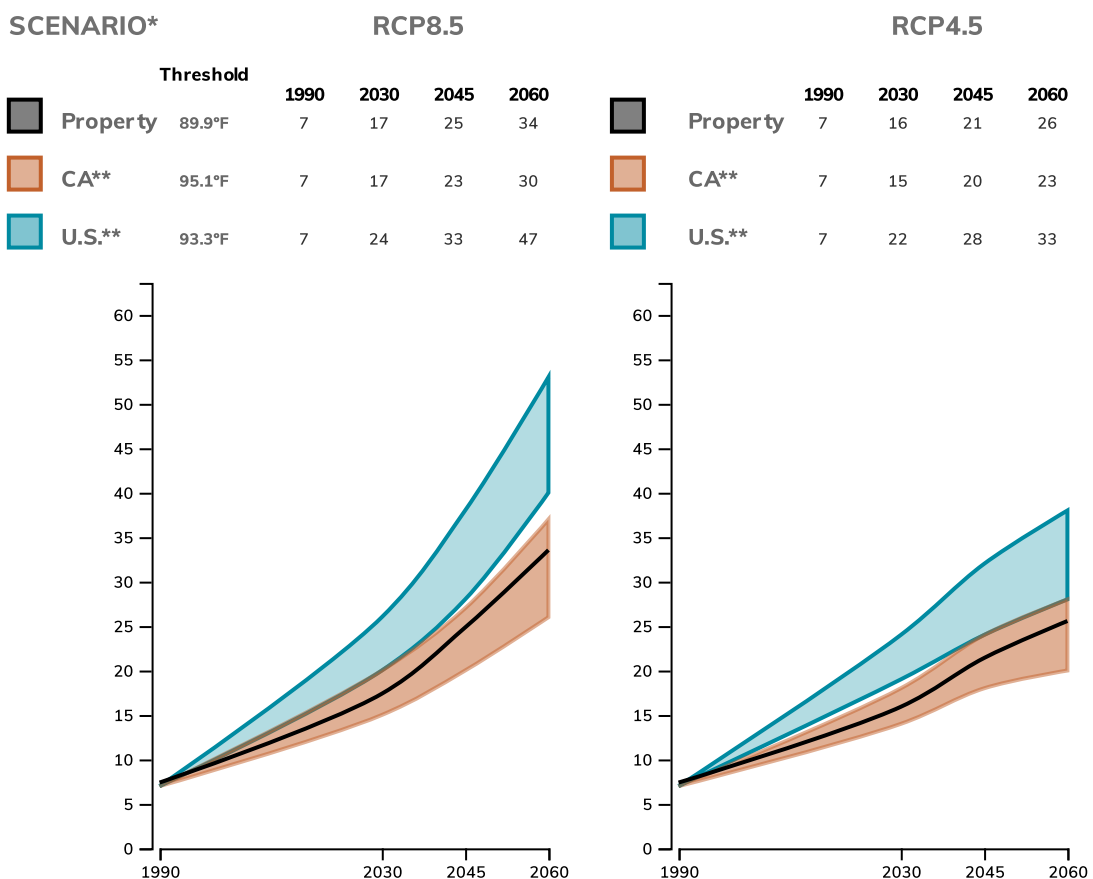 SCENARIO* RCP8.5 RCP4.5
Threshold
1990 2030 2045 2060 1990 2030 2045 2060
Property 89.9°F 7 17 25 34 Property 7 16 21 26
CA** 95.1°F 7 17 23 30 CA** 7 15 20 23
U.S.** 93.3°F 7 24 33 47 U.S.** 7 22 28 33
60 60
55 55
50 50
45 45
40 40
35 35
30 30
25 25
20 20
15 15
10 10
5 5
0 0
1990 2030 2045 2060 1990 2030 2045 2060